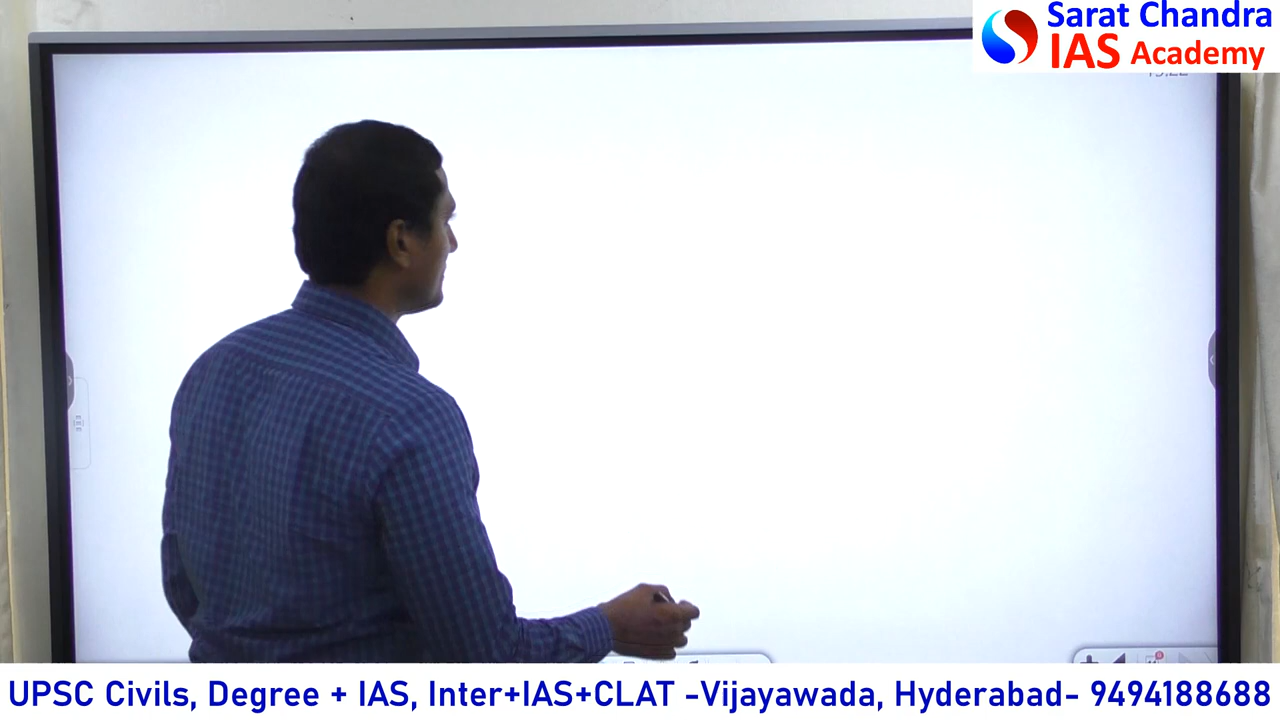 Sarat Chandra
IAS Academy
UPSC Civils, Degree + IAS, Inter+IAS+CLAT -Vijayawada, Hyderabad- 9494188688